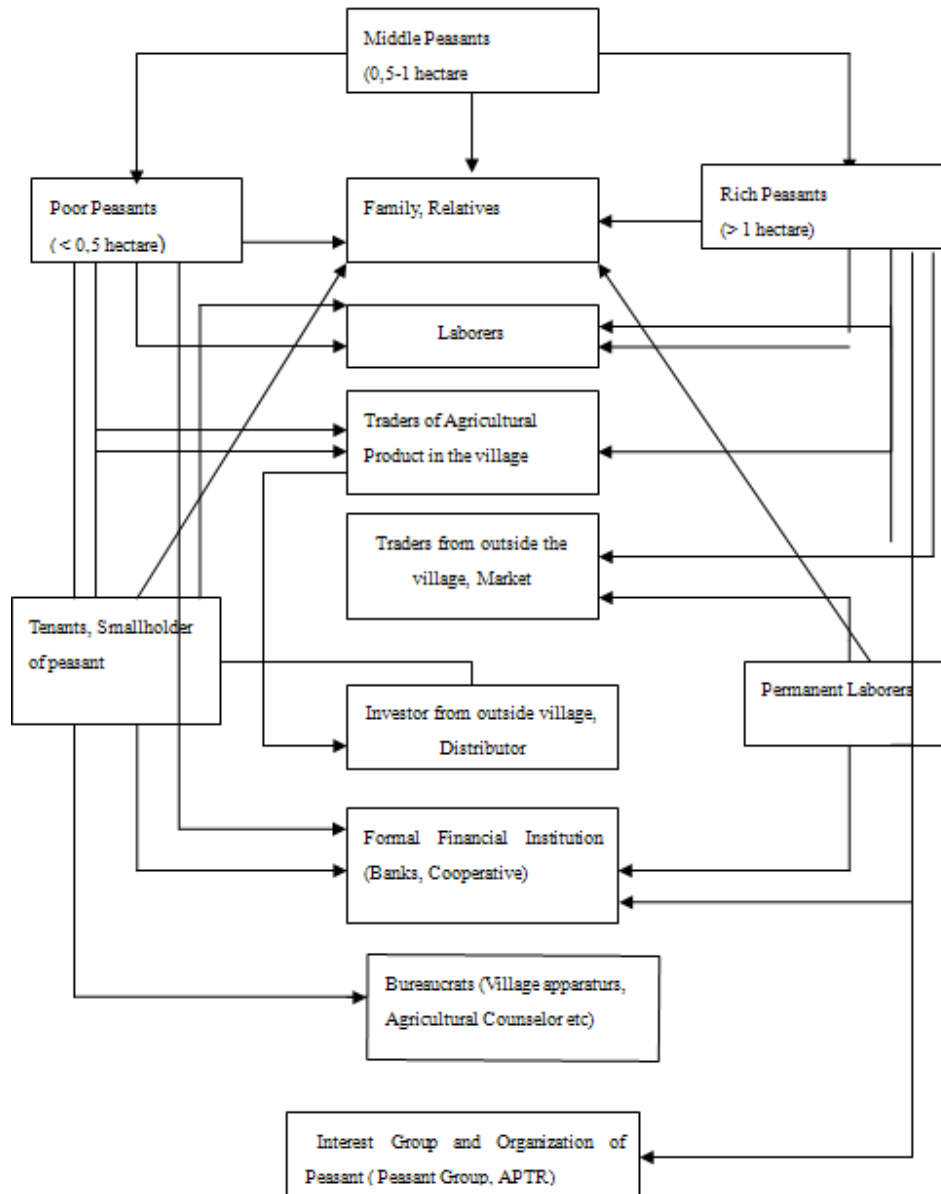 Middle Peasants
(0,5-1 hectare
Poor Peasants
( < 0,5 hectare)
Family, Relatives
Rich Peasants
(> 1 hectare)
Laborers
Traders of Agricultural
Product in the village
Traders from outside the
village, Market
Tenants, Smallholder
of peasant
Permanent Laborers
Investor from outside village,
Distributor
Formal Financial Institution
(Banks, Cooperative)
Bureaucrats (Village apparaturs,
Agricultural Counselor etc)
Interest Group and Organization of
Peasant ( Peasant Group, APTR)